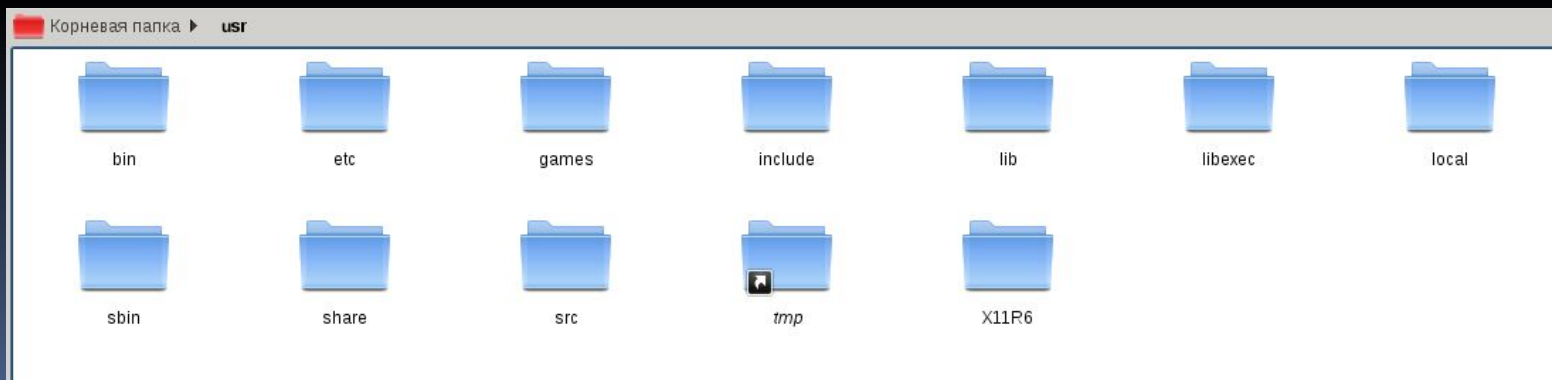 Корневая папка usr
bin etc games include lib libexec local
sbin share src tmp X11R6